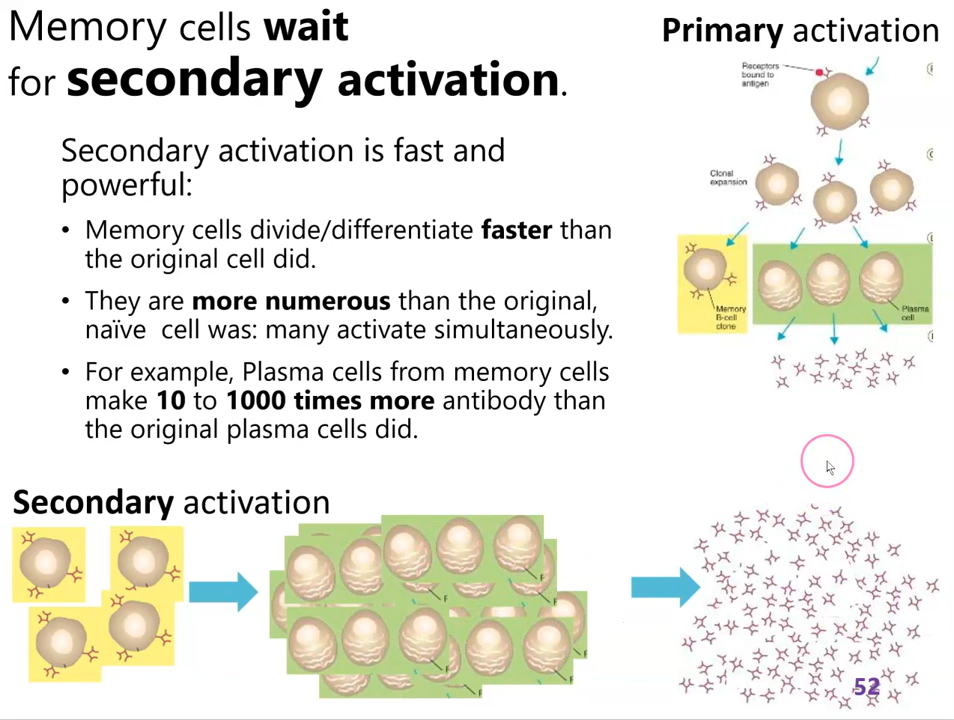 Memory cells wait
for secondary activation.
Primary activation
Receptors
bound to
antigen
Clonal
expansion
Memory
B-cell
clone
Plasma
cell
Secondary activation is fast and
powerful:
• Memory cells divide/differentiate faster than
the original cell did.
• They are more numerous than the original,
naïve cell was: many activate simultaneously.
• For example, Plasma cells from memory cells
make 10 to 1000 times more antibody than
the original plasma cells did.
Secondary activation
52